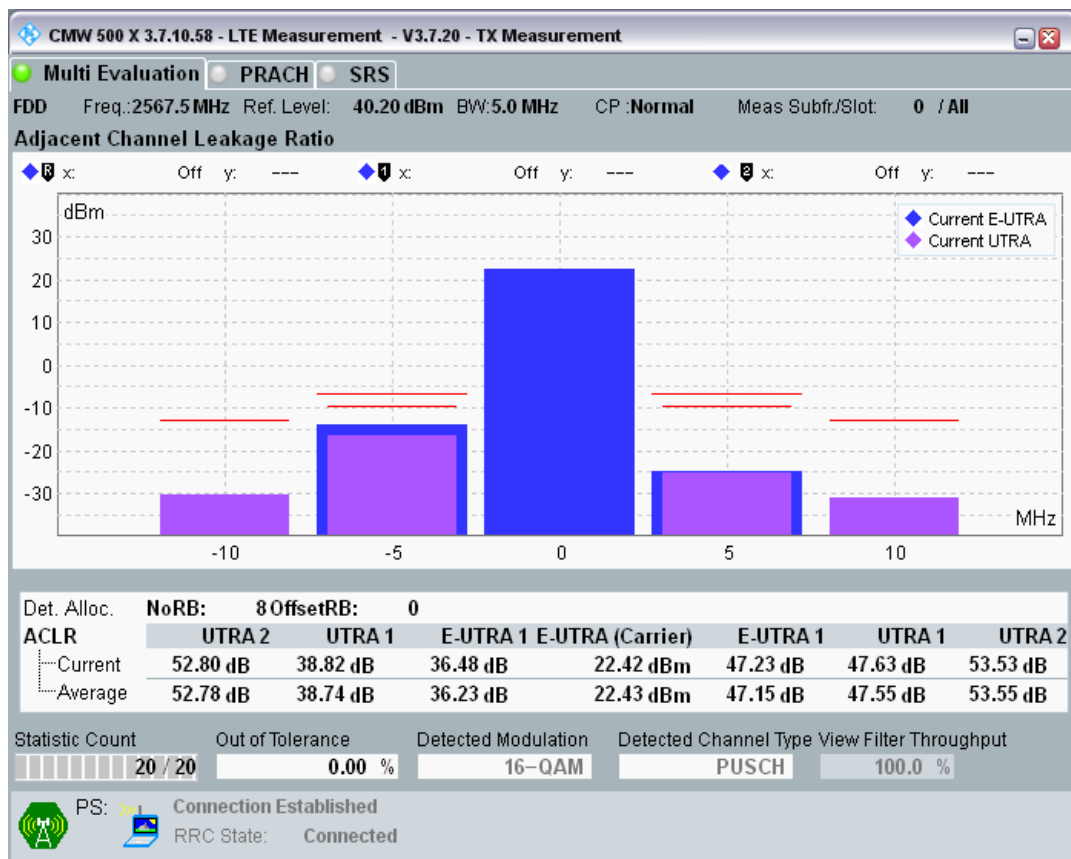 CMW 500 X 3.7.10.58 - LTE Measurement - V3.7.20 - TX Measurement
Multi Evaluation PRACH SRS
FDD Freq.:2567.5 MHz Ref. Level: 40.20 dBm BW:5.0 MHz CP :Normal Meas Subfr./Slot: 0 / All
Adjacent Channel Leakage Ratio
R x: Off y: --- 1 x: Off y: --- 2 x: Off y: ---
dBm
Current E-UTRA
Current UTRA
30
20
10
0
-10
-20
-30
MHz
-10 -5 0 5 10
Det. Alloc. NoRB: 8 OffsetRB: 0
ACLR UTRA 2 UTRA 1 E-UTRA 1 E-UTRA (Carrier) E-UTRA 1 UTRA 1 UTRA 2
Current 52.80 dB 38.82 dB 36.48 dB 22.42 dBm 47.23 dB 47.63 dB 53.53 dB
Average 52.78 dB 38.74 dB 36.23 dB 22.43 dBm 47.15 dB 47.55 dB 53.55 dB
Statistic Count Out of Tolerance Detected Modulation Detected Channel Type View Filter Throughput
20 / 20 0.00 % 16-QAM PUSCH 100.0 %
PS: Connection Established
RRC State: Connected